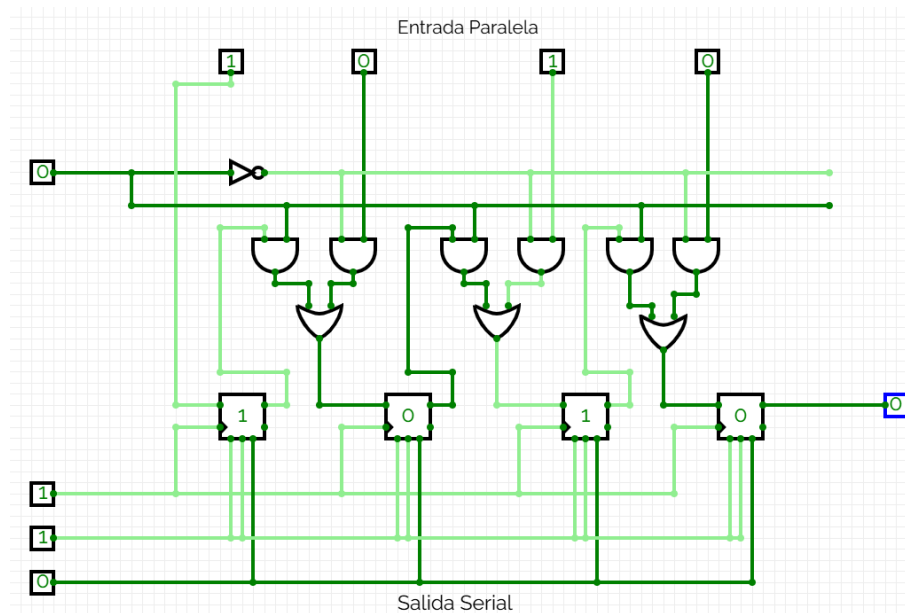 Entrada Paralela
1 0 1 0
0
1 0 1 0 0
1
1
0
Salida Serial